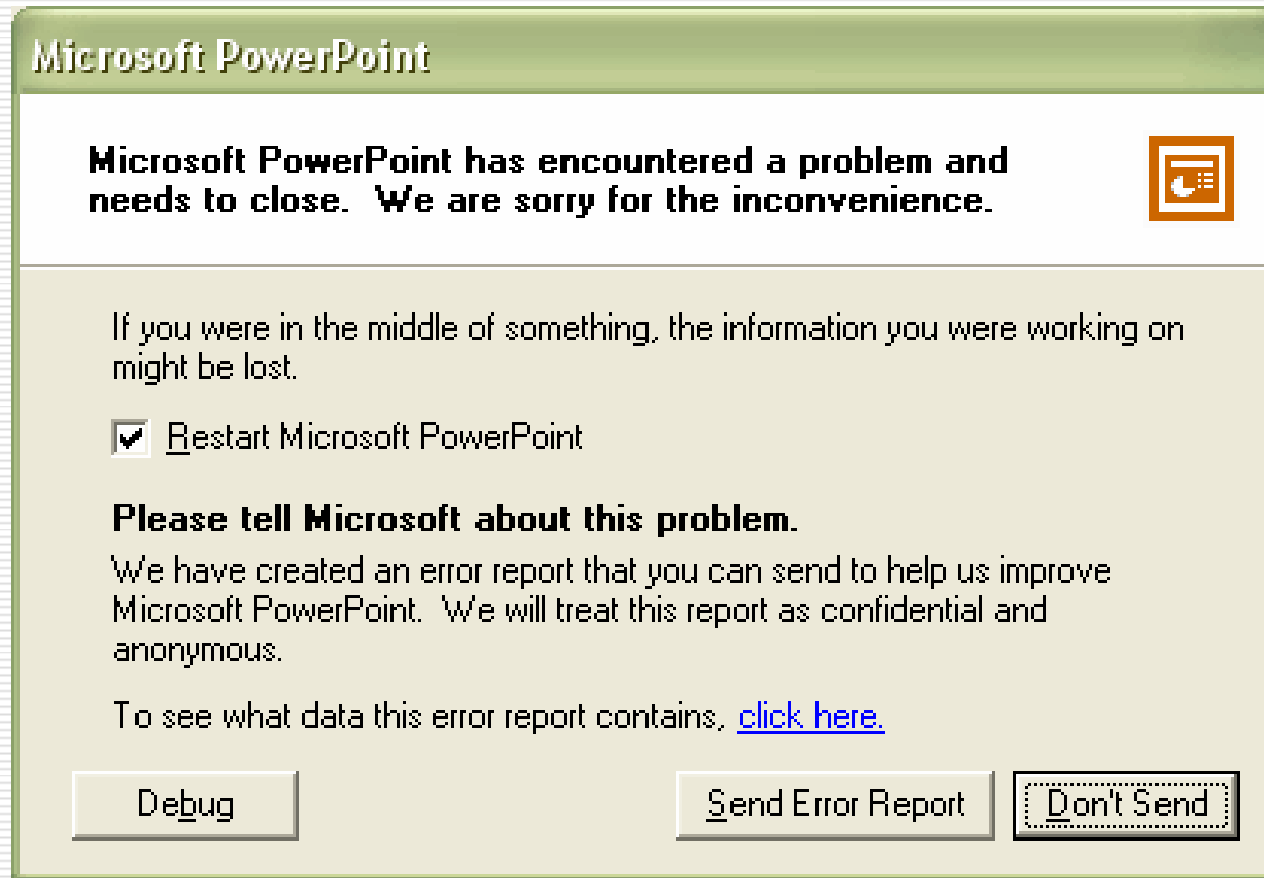 Microsoft PowerPoint
Microsoft PowerPoint has encountered a problem and
needs to close.  We are sorry for the inconvenience.
If you were in the middle of something, the information you were working on
might be lost.
Restart Microsoft PowerPoint
Please tell Microsoft about this problem.
We have created an error report that you can send to help us improve
Microsoft PowerPoint.  We will treat this report as confidential and
anonymous.
To see what data this error report contains, click here.
Debug
Send Error Report
Don't Send